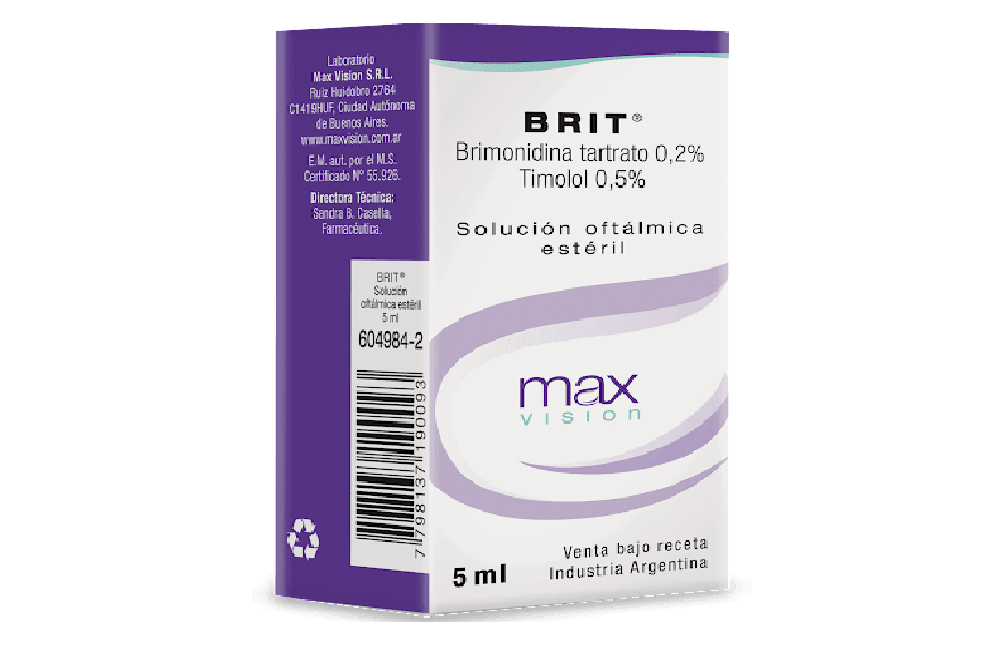 Laboratorio
Max Vision S.R.L.
Ruiz Huidobro 2764
C1419HUF, Ciudad Autónoma
de Buenos Aires.
www.maxvision.com.ar
E.M. aut. por el M.S.
Certificado Nº 55.926.
Directora Técnica:
Sandra B. Casella,
Farmacéutica.
BRIT®
Solución
oftálmica estéril
5 ml
604984-2
7798137190093
BRIT®
Brimonidina tartrato 0,2%
Timolol 0,5%
Solución oftálmica
estéril
max
vision
5 ml
Venta bajo receta
Industria Argentina